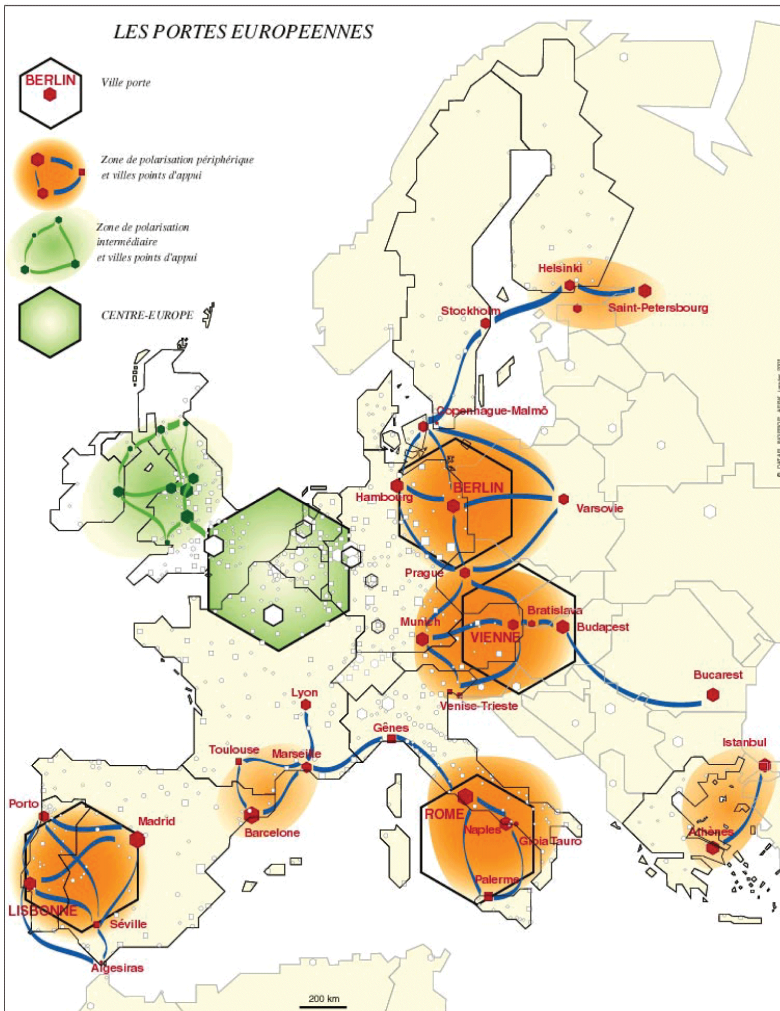 LES PORTES EUROPEENNES
BERLIN
Ville porte
Zone de polarisation périphérique
et villes points d'appui
Zone de polarisation
intermédiaire
et villes points d'appui
CENTRE-EUROPE
Helsinki
Saint-Petersbourg
Stockholm
Copenhague-Malmö
Hambourg
BERLIN
Varsovie
Prague
Munich
Bratislava
VIENNE
Budapest
Bucarest
Lyon
Venise-Trieste
Gênes
Toulouse
Marseille
Istanbul
Porto
Madrid
Barcelone
ROME
Naples
Gioia Tauro
Athènes
Palerme
LISBONNE
Séville
Algesiras
200 km